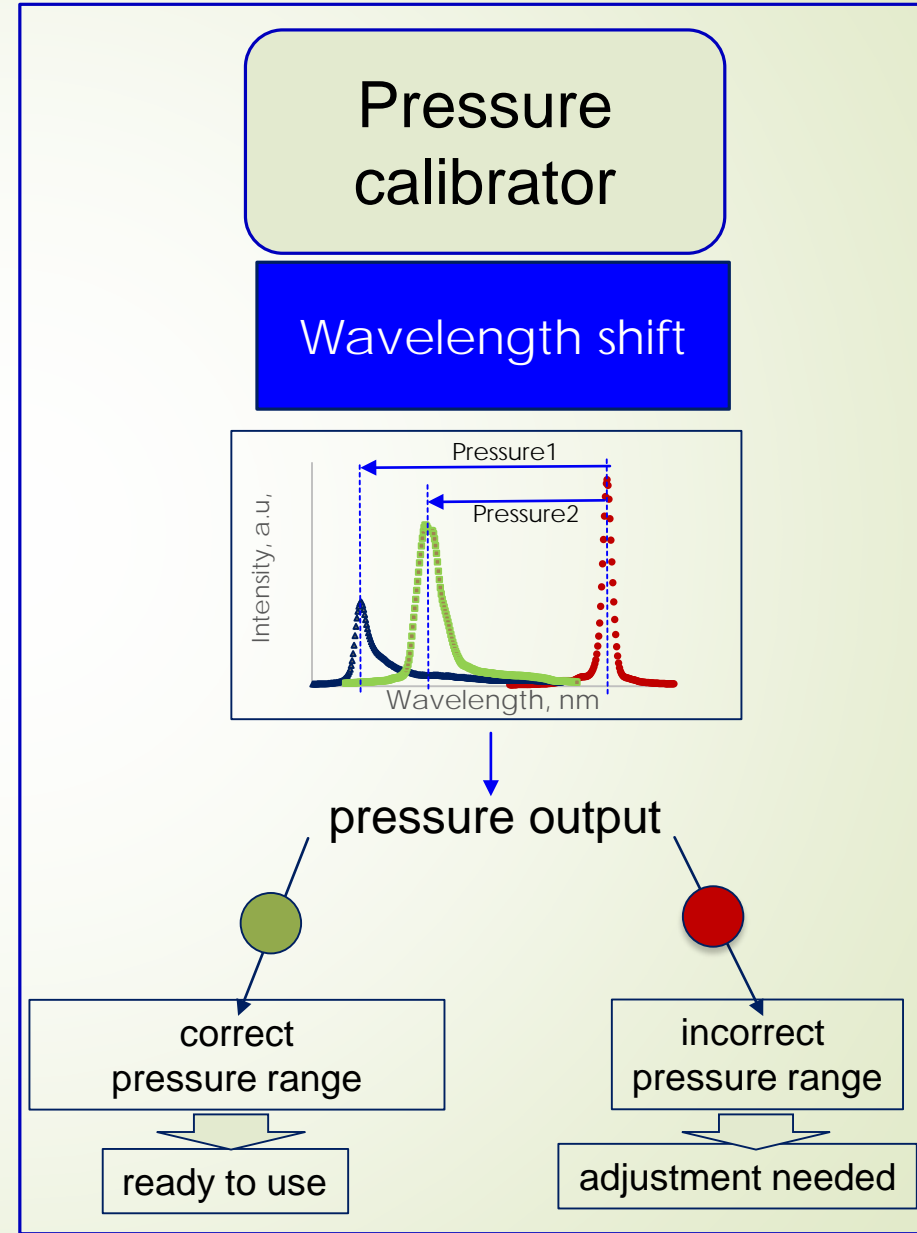 Pressure
calibrator
Wavelength shift
Pressure1
Pressure2
Intensity, a.u,
Wavelength, nm
pressure output
correct
pressure range
incorrect
pressure range
ready to use
adjustment needed